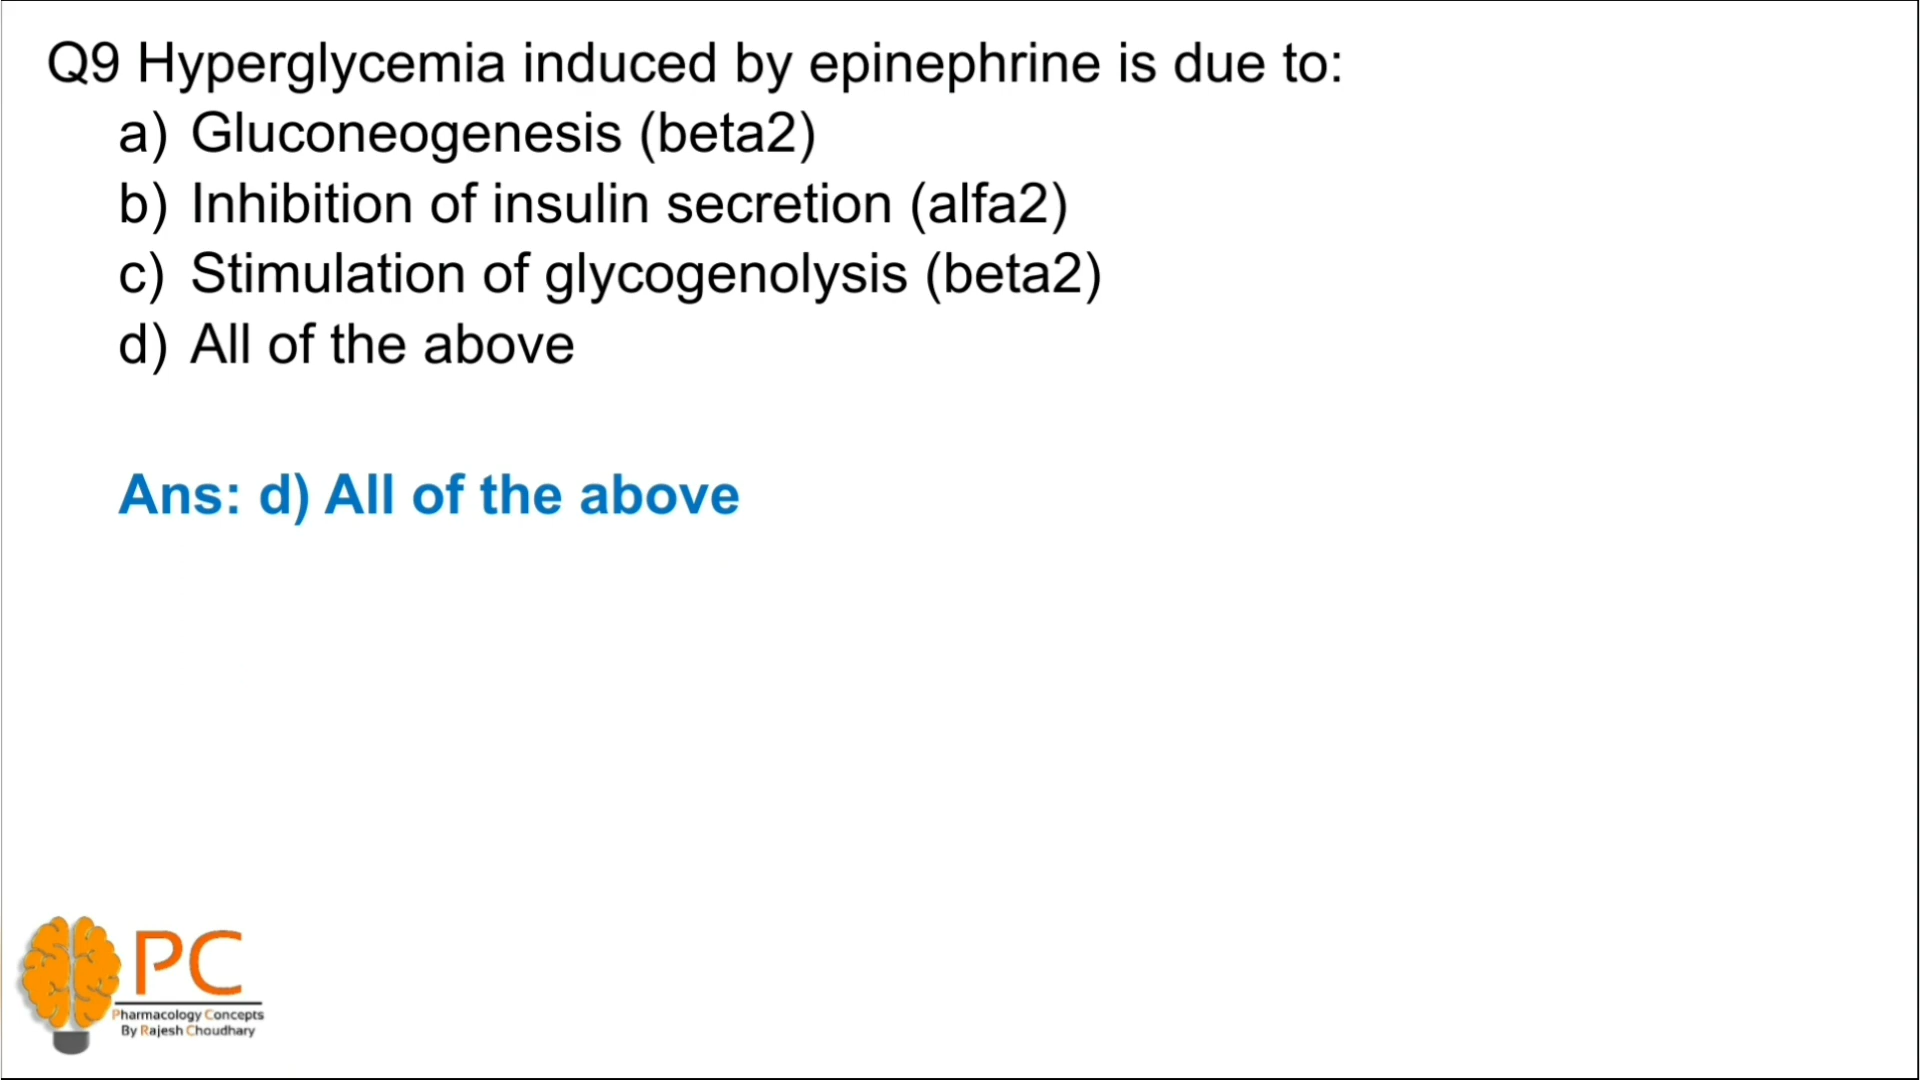 Q9 Hyperglycemia induced by epinephrine is due to:
a) Gluconeogenesis (beta2)
b) Inhibition of insulin secretion (alfa2)
c) Stimulation of glycogenolysis (beta2)
d) All of the above
Ans: d) All of the above
PC
Pharmacology Concepts
By Rajesh Choudhary